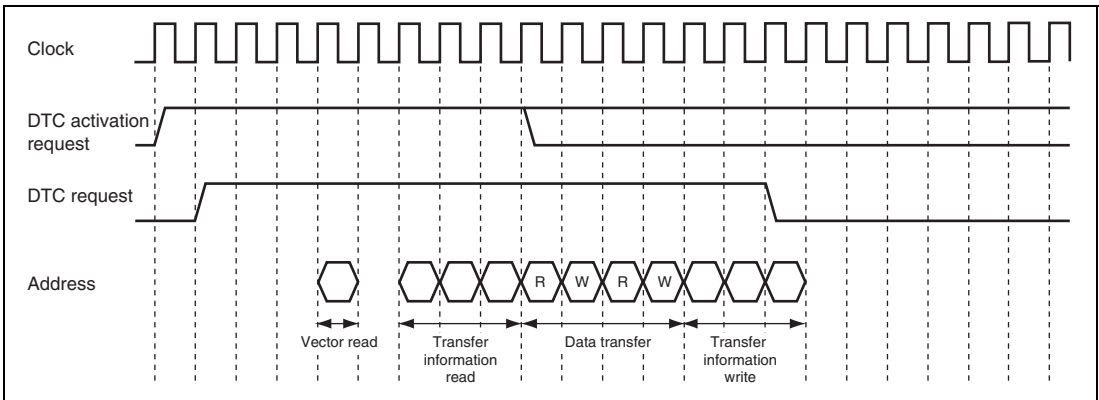 Clock
DTC activation
request
DTC request
Address
R W R W
Vector read
Transfer
information
read
Data transfer
Transfer
information
write